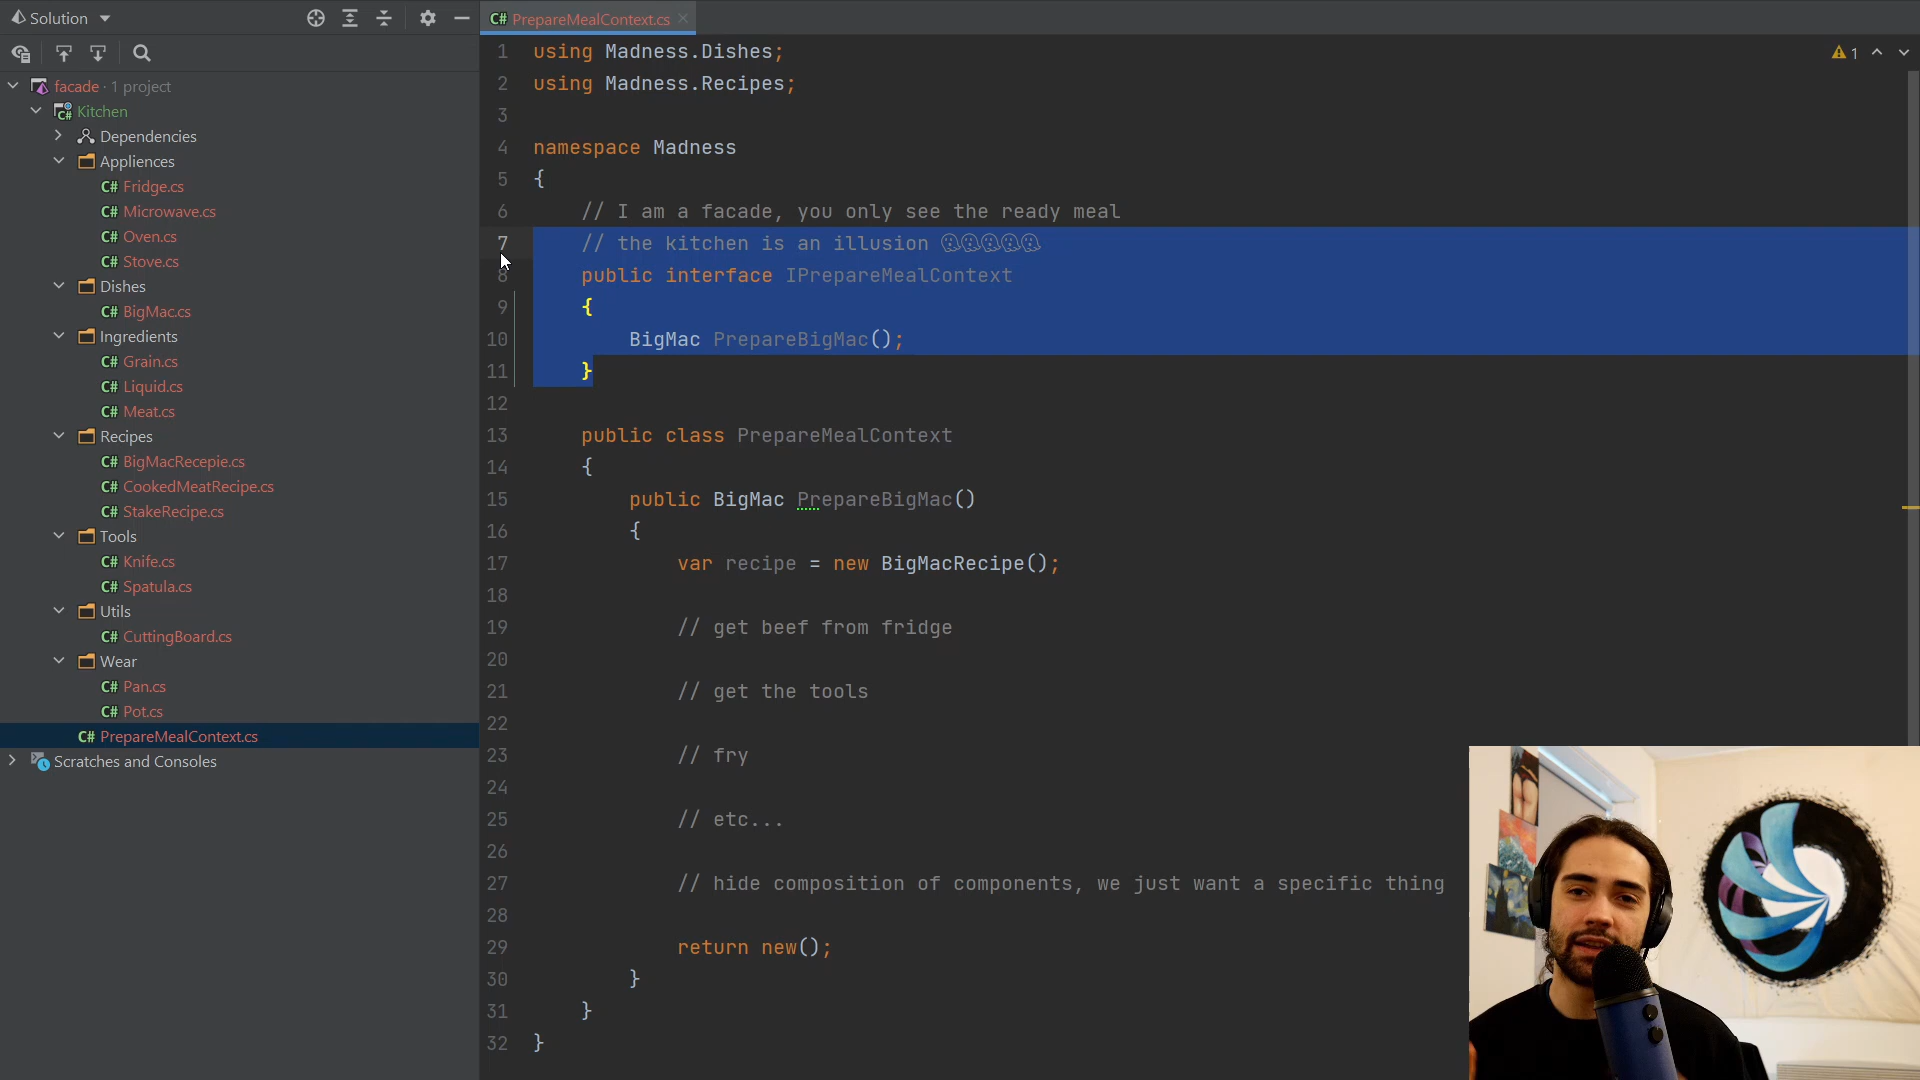 Solution
PrepareMealContext.cs
facade · 1 project
Kitchen
Dependencies
Appliences
C# Fridge.cs
C# Microwave.cs
C# Oven.cs
C# Stove.cs
Dishes
C# BigMac.cs
Ingredients
C# Grain.cs
C# Liquid.cs
C# Meat.cs
Recipes
C# BigMacRecepie.cs
C# CookedMeatRecipe.cs
C# StakeRecipe.cs
Tools
C# Knife.cs
C# Spatula.cs
Utils
C# CuttingBoard.cs
Wear
C# Pan.cs
C# Pot.cs
C# PrepareMealContext.cs
Scratches and Consoles
C# PrepareMealContext.cs
1
1 using Madness.Dishes;
2 using Madness.Recipes;
3
4 namespace Madness
5 {
6 // I am a facade, you only see the ready meal
7 // the kitchen is an illusion
8 public interface IPrepareMealContext
9 {
10 BigMac PrepareBigMac();
11 }
12
13 public class PrepareMealContext
14 {
15 public BigMac PrepareBigMac()
16 {
17 var recipe = new BigMacRecipe();
18
19 // get beef from fridge
20
21 // get the tools
22
23 // fry
24
25 // etc...
26
27 // hide composition of components, we just want a specific thing
28
29 return new();
30 }
31 }
32 }